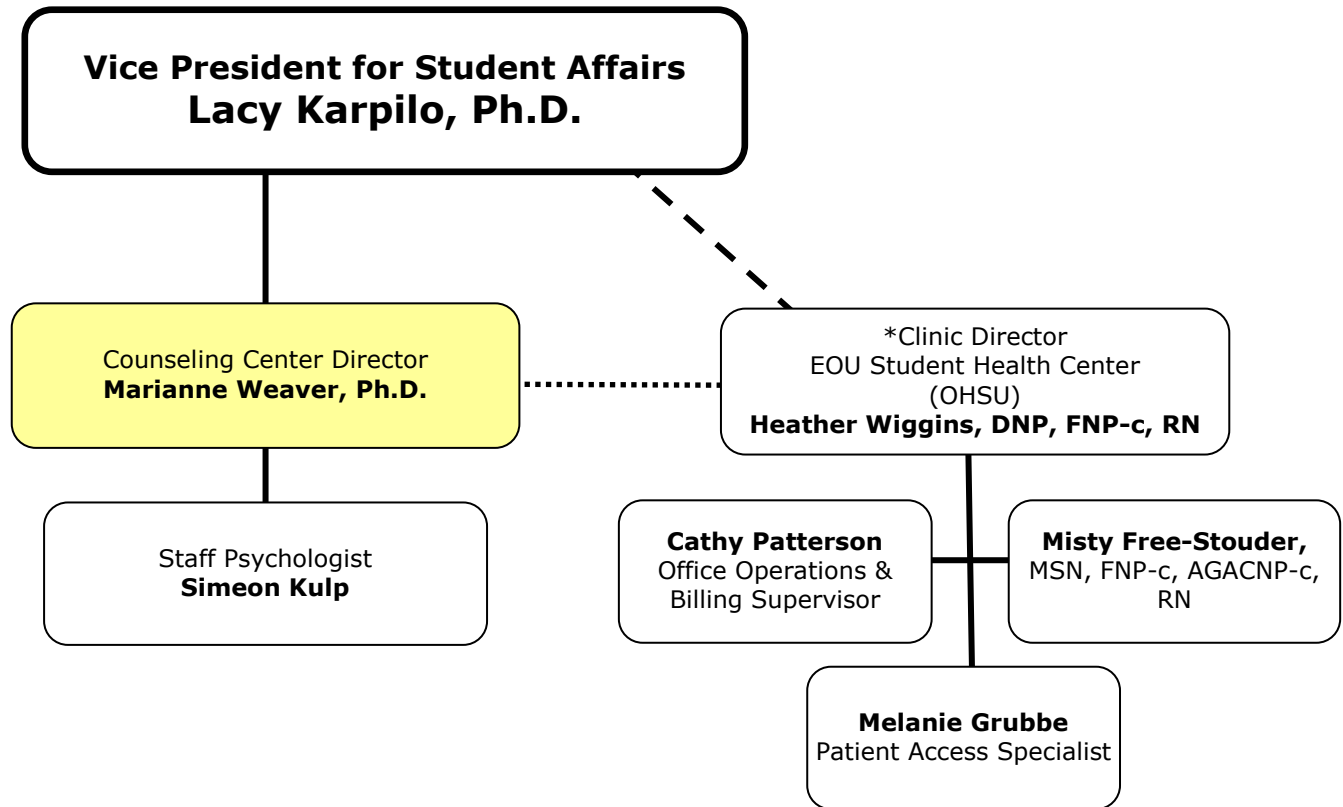 Vice President for Student Affairs
Lacy Karpilo, Ph.D.
Counseling Center Director
Marianne Weaver, Ph.D.
*Clinic Director
EOU Student Health Center
(OHSU)
Heather Wiggins, DNP, FNP-c, RN
Staff Psychologist
Simeon Kulp
Cathy Patterson
Office Operations &
Billing Supervisor
Misty Free-Stouder,
MSN, FNP-c, AGACNP-c,
RN
Melanie Grubbe
Patient Access Specialist